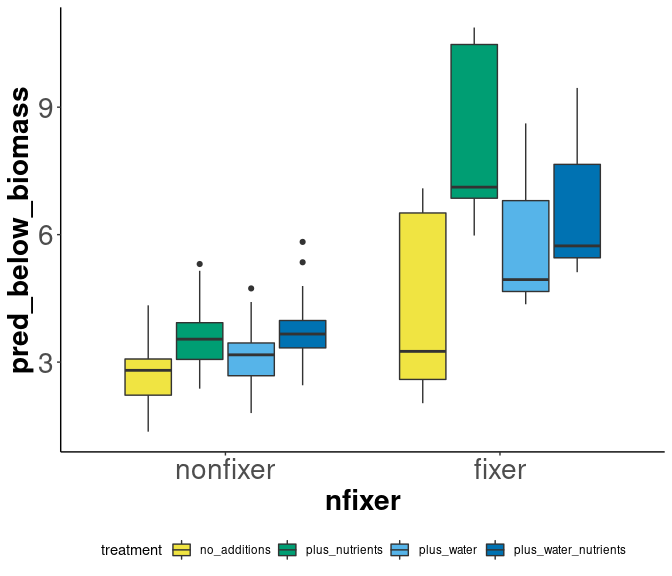 pred_below_biomass
9
6
3
nonfixer fixer
nfixer
treatment no_additions plus_nutrients plus_water plus_water_nutrients